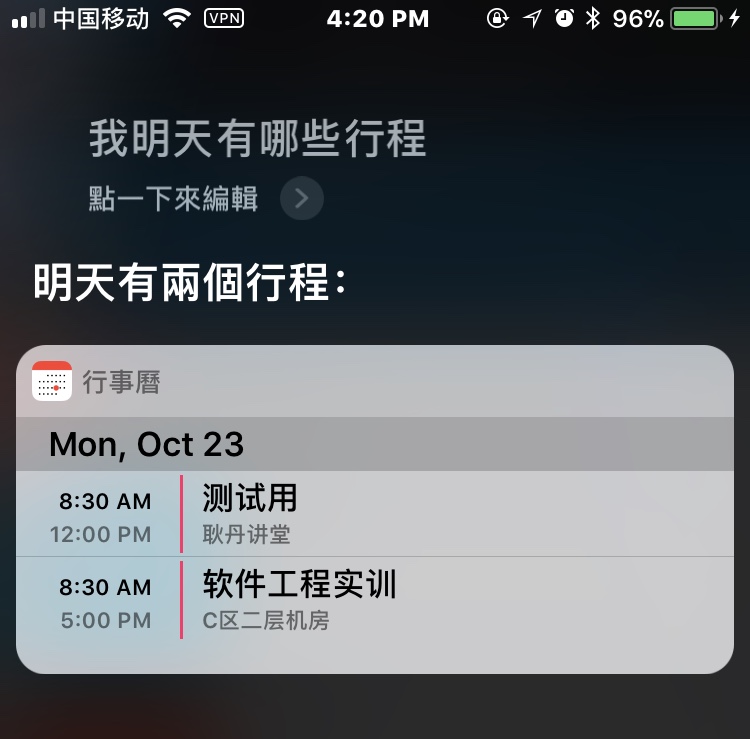 中国移动 VPN 4:20 PM 96%
我明天有哪些行程
點一下來編輯
明天有兩個行程：
行事曆
Mon, Oct 23
8:30 AM 测试用
12:00 PM 耿丹讲堂
8:30 AM 软件工程实训
5:00 PM C区二层机房